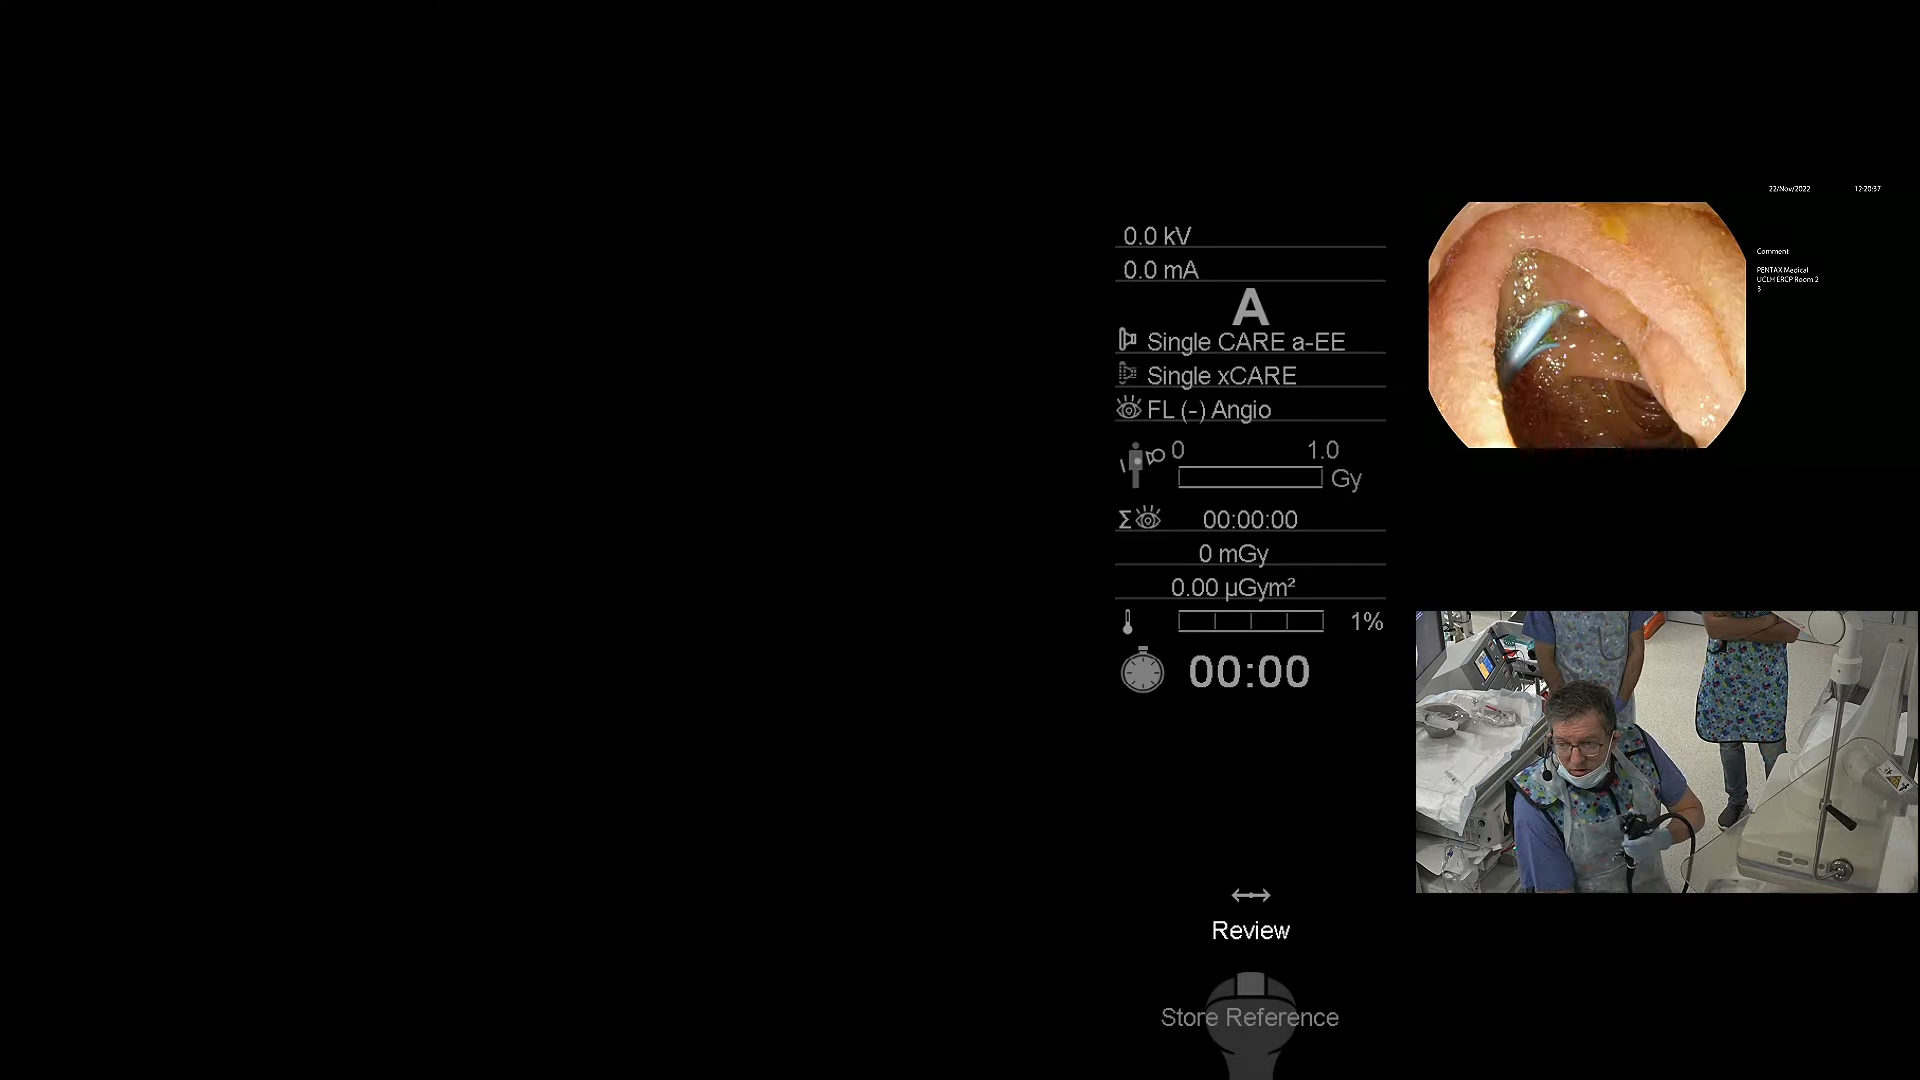 22/Nov/2022 12:20:37
Comment
PENTAX Medical
UCLH ERCP Room 2
3
0.0 kV
0.0 mA
A
Single CARE a-EE
Single xCARE
FL (-) Angio
0 1.0
Gy
Σ 00:00:00
0 mGy
0.00 µGym²
1%
00:00
Review
Store Reference